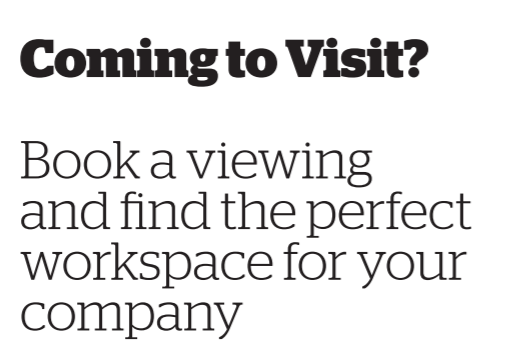 Coming to Visit?
Book a viewing
and find the perfect
workspace for your
company